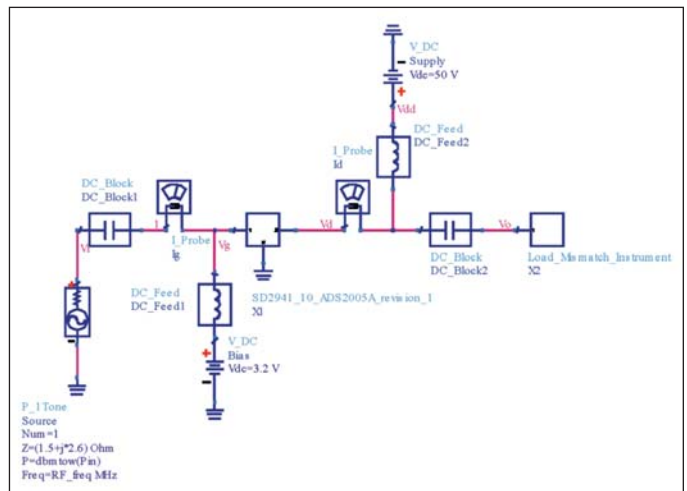 V_DC
Supply
Vdc=50 V
Vdd
DC_Feed
DC_Feed2
I_Probe
Id
DC_Block
DC_Block1
I_Probe
Ig
Vi
Vg
Vd
Vo
DC_Block
DC_Block2
Load_Mismatch_Instrument
X2
DC_Feed
DC_Feed1
SD2941_10_ADS2005A_revision_1
X1
V_DC
Bias
Vdc=3.2 V
P_1Tone
Source
Num=1
Z=(1.5+j*2.6) Ohm
P=dbmtow(Pin)
Freq=RF_freq MHz